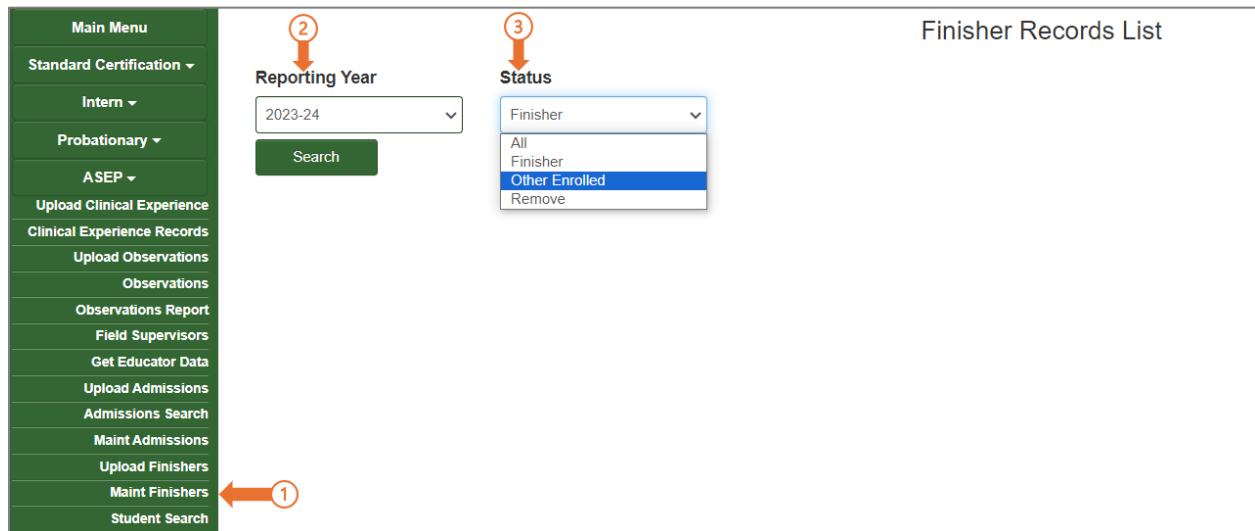 Main Menu
Standard Certification
Intern
Probationary
ASEP
Upload Clinical Experience
Clinical Experience Records
Upload Observations
Observations
Observations Report
Field Supervisors
Get Educator Data
Upload Admissions
Admissions Search
Maint Admissions
Upload Finishers
Maint Finishers
Student Search
1
2
3
Finisher Records List
Reporting Year
2023-24
Search
Status
Finisher
All
Finisher
Other Enrolled
Remove